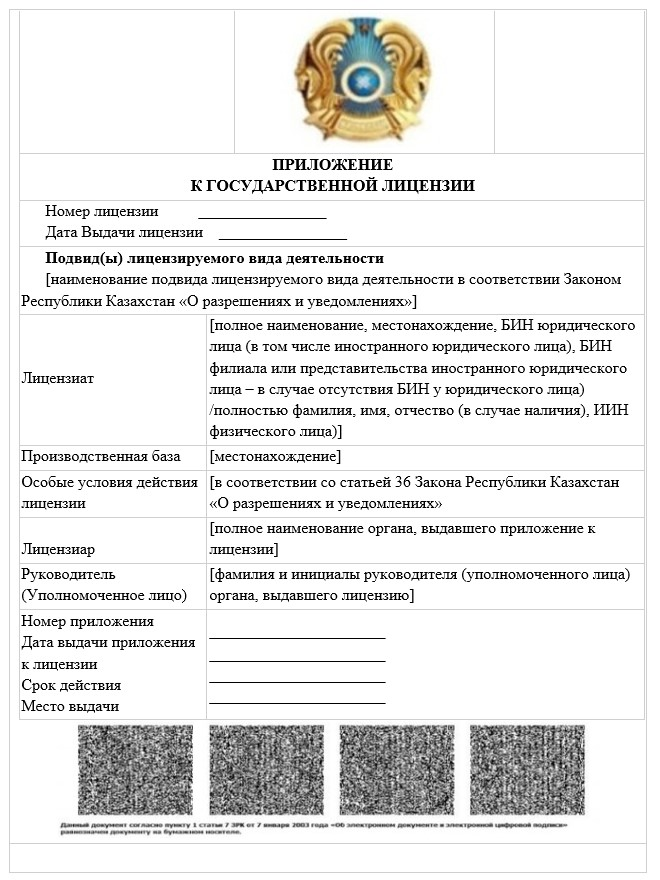 ПРИЛОЖЕНИЕ
К ГОСУДАРСТВЕННОЙ ЛИЦЕНЗИИ
Номер лицензии _________________
Дата Выдачи лицензии _________________
Подвид(ы) лицензируемого вида деятельности
[наименование подвида лицензируемого вида деятельности в соответствии Законом
Республики Казахстан «О разрешениях и уведомлениях»]
Лицензиат
[полное наименование, местонахождение, БИН юридического
лица (в том числе иностранного юридического лица), БИН
филиала или представительства иностранного юридического
лица – в случае отсутствия БИН у юридического лица)
/полностью фамилия, имя, отчество (в случае наличия), ИИН
физического лица)]
Производственная база
[местонахождение]
Особые условия действия
лицензии
[в соответствии со статьей 36 Закона Республики Казахстан
«О разрешениях и уведомлениях»
Лицензиар
[полное наименование органа, выдавшего приложение к
лицензии]
Руководитель
(Уполномоченное лицо)
[фамилия и инициалы руководителя (уполномоченного лица)
органа, выдавшего лицензию]
Номер приложения
Дата выдачи приложения
к лицензии
Срок действия
Место выдачи
_______________________
_______________________
_______________________
_______________________
Данный документ согласно пункту 1 статьи 7 ЗРК от 7 января 2003 года «Об электронном документе и электронной цифровой подписи»
равнозначен документу на бумажном носителе.